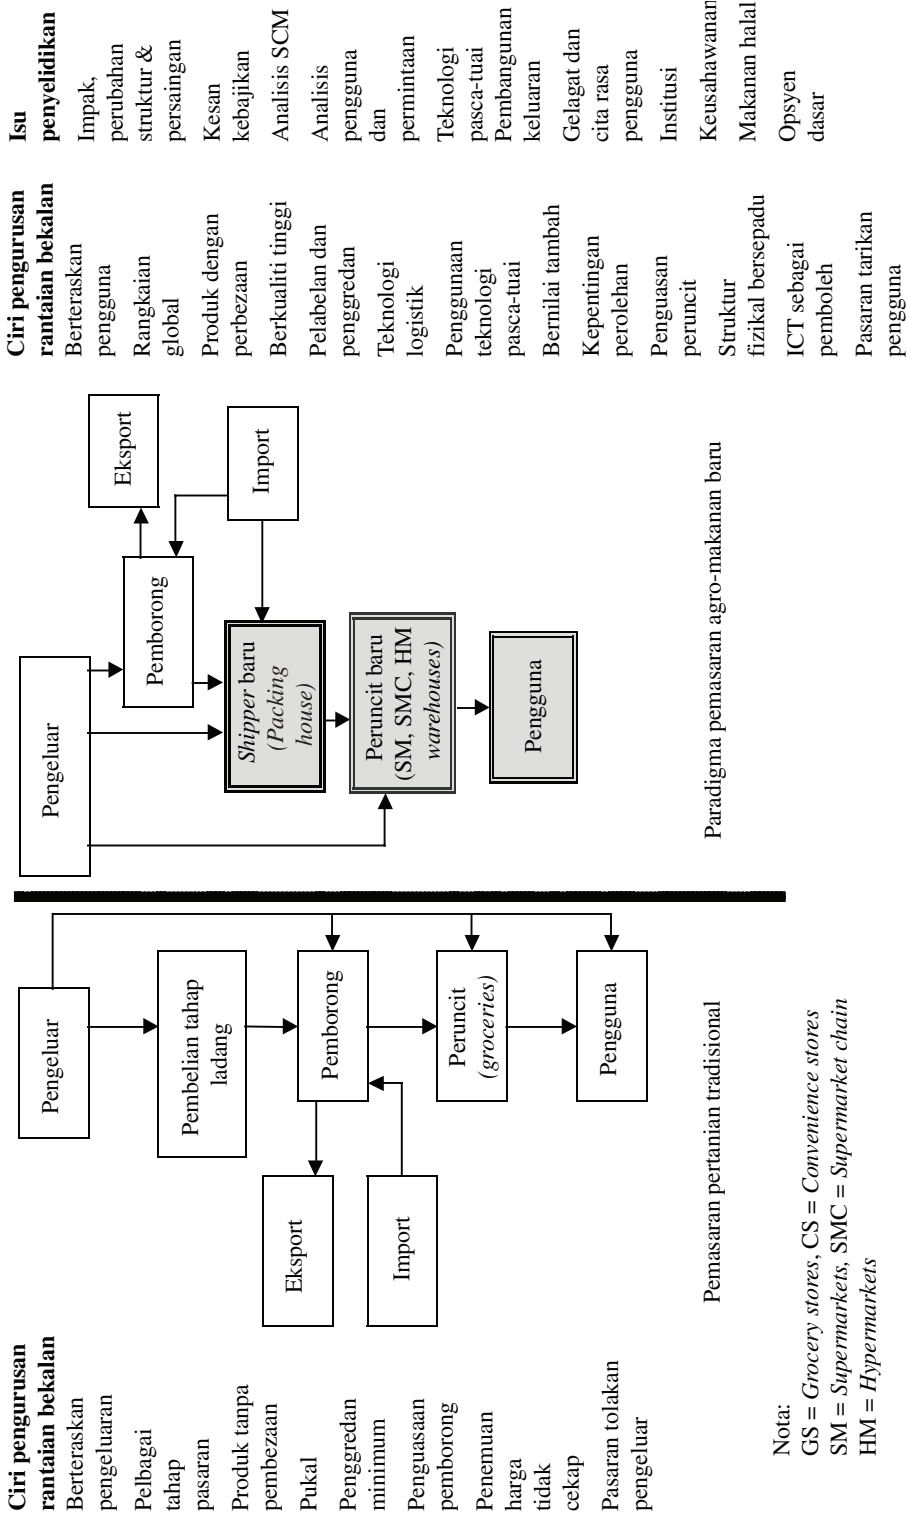 Ciri pengurusan
rantaian bekalan
Berteraskan
pengeluaran
Pelbagai
tahap
pasaran
Produk tanpa
pembezaan
Pukal
Penggredan
minimum
Penguasaan
pemborong
Penemuan
harga
tidak
cekap
Pasaran tolakan
pengeluar
Pengeluar
Pembelian tahap
ladang
Pemborong
Eksport
Import
Peruncit
(groceries)
Pengguna
Pemasaran pertanian tradisional
Pengeluar
Pemborong
Eksport
Import
Shipper baru
(Packing
house)
Peruncit baru
(SM, SMC, HM
warehouses)
Pengguna
Paradigma pemasaran agro-makanan baru
Ciri pengurusan
rantaian bekalan
Berteraskan
pengguna
Rangkaian
global
Produk dengan
perbezaan
Berkualiti tinggi
Pelabelan dan
penggredan
Teknologi
logistik
Penggunaan
teknologi
pasca-tuai
Bernilai tambah
Kepentingan
perolehan
Penguasan
peruncit
Struktur
fizikal bersepadu
ICT sebagai
pemboleh
Pasaran tarikan
pengguna
Isu
penyelidikan
Impak,
perubahan
struktur &
persaingan
Kesan
kebajikan
Analisis SCM
Analisis
pengguna
dan
permintaan
Teknologi
pasca-tuai
Pembangunan
keluaran
Gelagat dan
cita rasa
pengguna
Institusi
Keusahawanan
Makanan halal
Opsyen
dasar
Nota:
GS = Grocery stores, CS = Convenience stores
SM = Supermarkets, SMC = Supermarket chain
HM = Hypermarkets